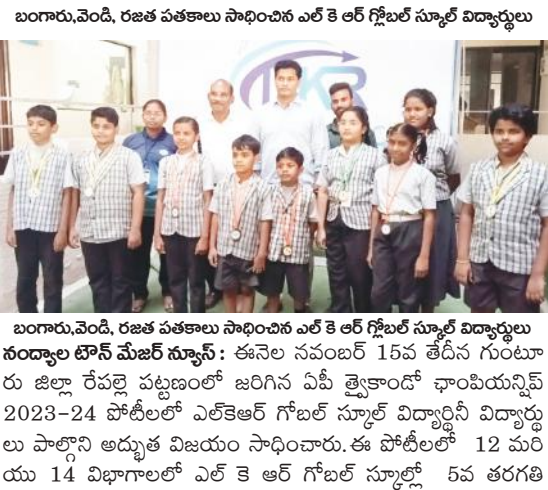 బంగారు,వెండి, రజత పతకాలు సాధించిన ఎల్ కె ఆర్ గ్లోబల్ స్కూల్ విద్యార్థులు
LKR
బంగారు,వెండి, రజత పతకాలు సాధించిన ఎల్ కె ఆర్ గ్లోబల్ స్కూల్ విద్యార్థులు
నంద్యాల టౌన్ మేజర్ న్యూస్ : ఈనెల నవంబర్ 15వ తేదీన గుంటూ
రు జిల్లా రేపల్లె పట్టణంలో జరిగిన ఏపీ త్వైకాండో ఛాంపియన్షిప్
2023-24 పోటీలలో ఎల్‌కెఆర్ గోబల్ స్కూల్ విద్యార్థినీ విద్యార్థు
లు పాల్గొని అద్భుత విజయం సాధించారు.ఈ పోటీలలో 12 మరి
యు 14 విభాగాలలో ఎల్ కె ఆర్ గోబల్ స్కూల్లో 5వ తరగతి